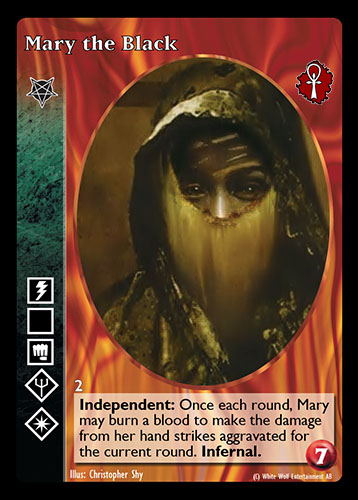 Mary the Black
2
Independent: Once each round, Mary
may burn a blood to make the damage
from her hand strikes aggravated for
the current round. Infernal.
7
Illus: Christopher Shy
(C) White Wolf Entertainment AB